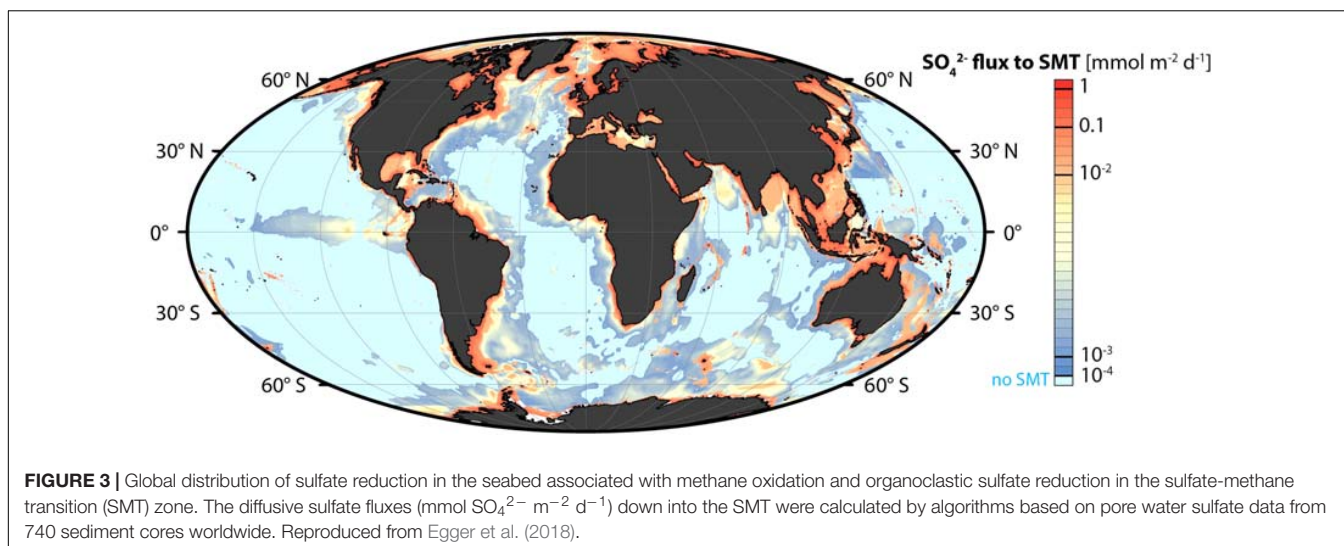 SO₄²⁻ flux to SMT [mmol m⁻² d⁻¹]
60° N
60° N
1
0.1
30° N
30° N
10⁻²
0°
0°
30° S
30° S
10⁻³
10⁻⁴
no SMT
60° S
60° S
FIGURE 3 | Global distribution of sulfate reduction in the seabed associated with methane oxidation and organoclastic sulfate reduction in the sulfate-methane
transition (SMT) zone. The diffusive sulfate fluxes (mmol SO₄²⁻ m⁻² d⁻¹) down into the SMT were calculated by algorithms based on pore water sulfate data from
740 sediment cores worldwide. Reproduced from Egger et al. (2018).